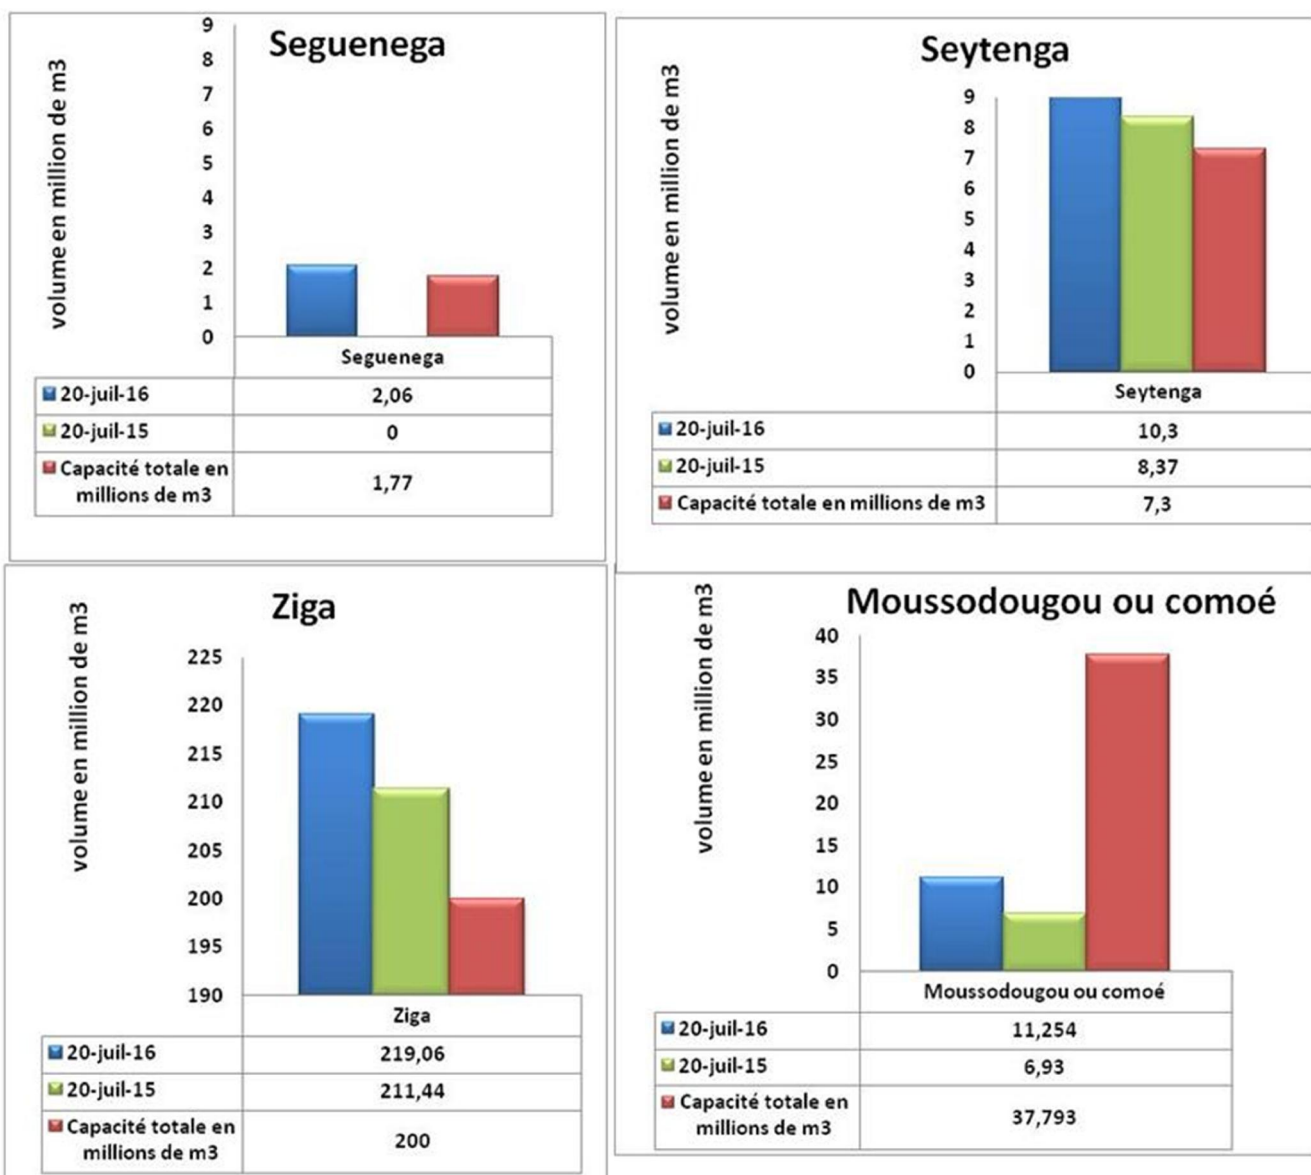 Seguenega
volume en million de m3
9
8
7
6
5
4
3
2
1
0
Seguenega
20-juil-16 2,06
20-juil-15 0
Capacité totale en
millions de m3 1,77
Seytenga
volume en million de m3
9
8
7
6
5
4
3
2
1
0
Seytenga
20-juil-16 10,3
20-juil-15 8,37
Capacité totale en millions de m3 7,3
Ziga
volume en million de m3
225
220
215
210
205
200
195
190
Ziga
20-juil-16 219,06
20-juil-15 211,44
Capacité totale en
millions de m3 200
Moussodougou ou comoé
volume en million de m3
40
35
30
25
20
15
10
5
0
Moussodougou ou comoé
20-juil-16 11,254
20-juil-15 6,93
Capacité totale en
millions de m3 37,793